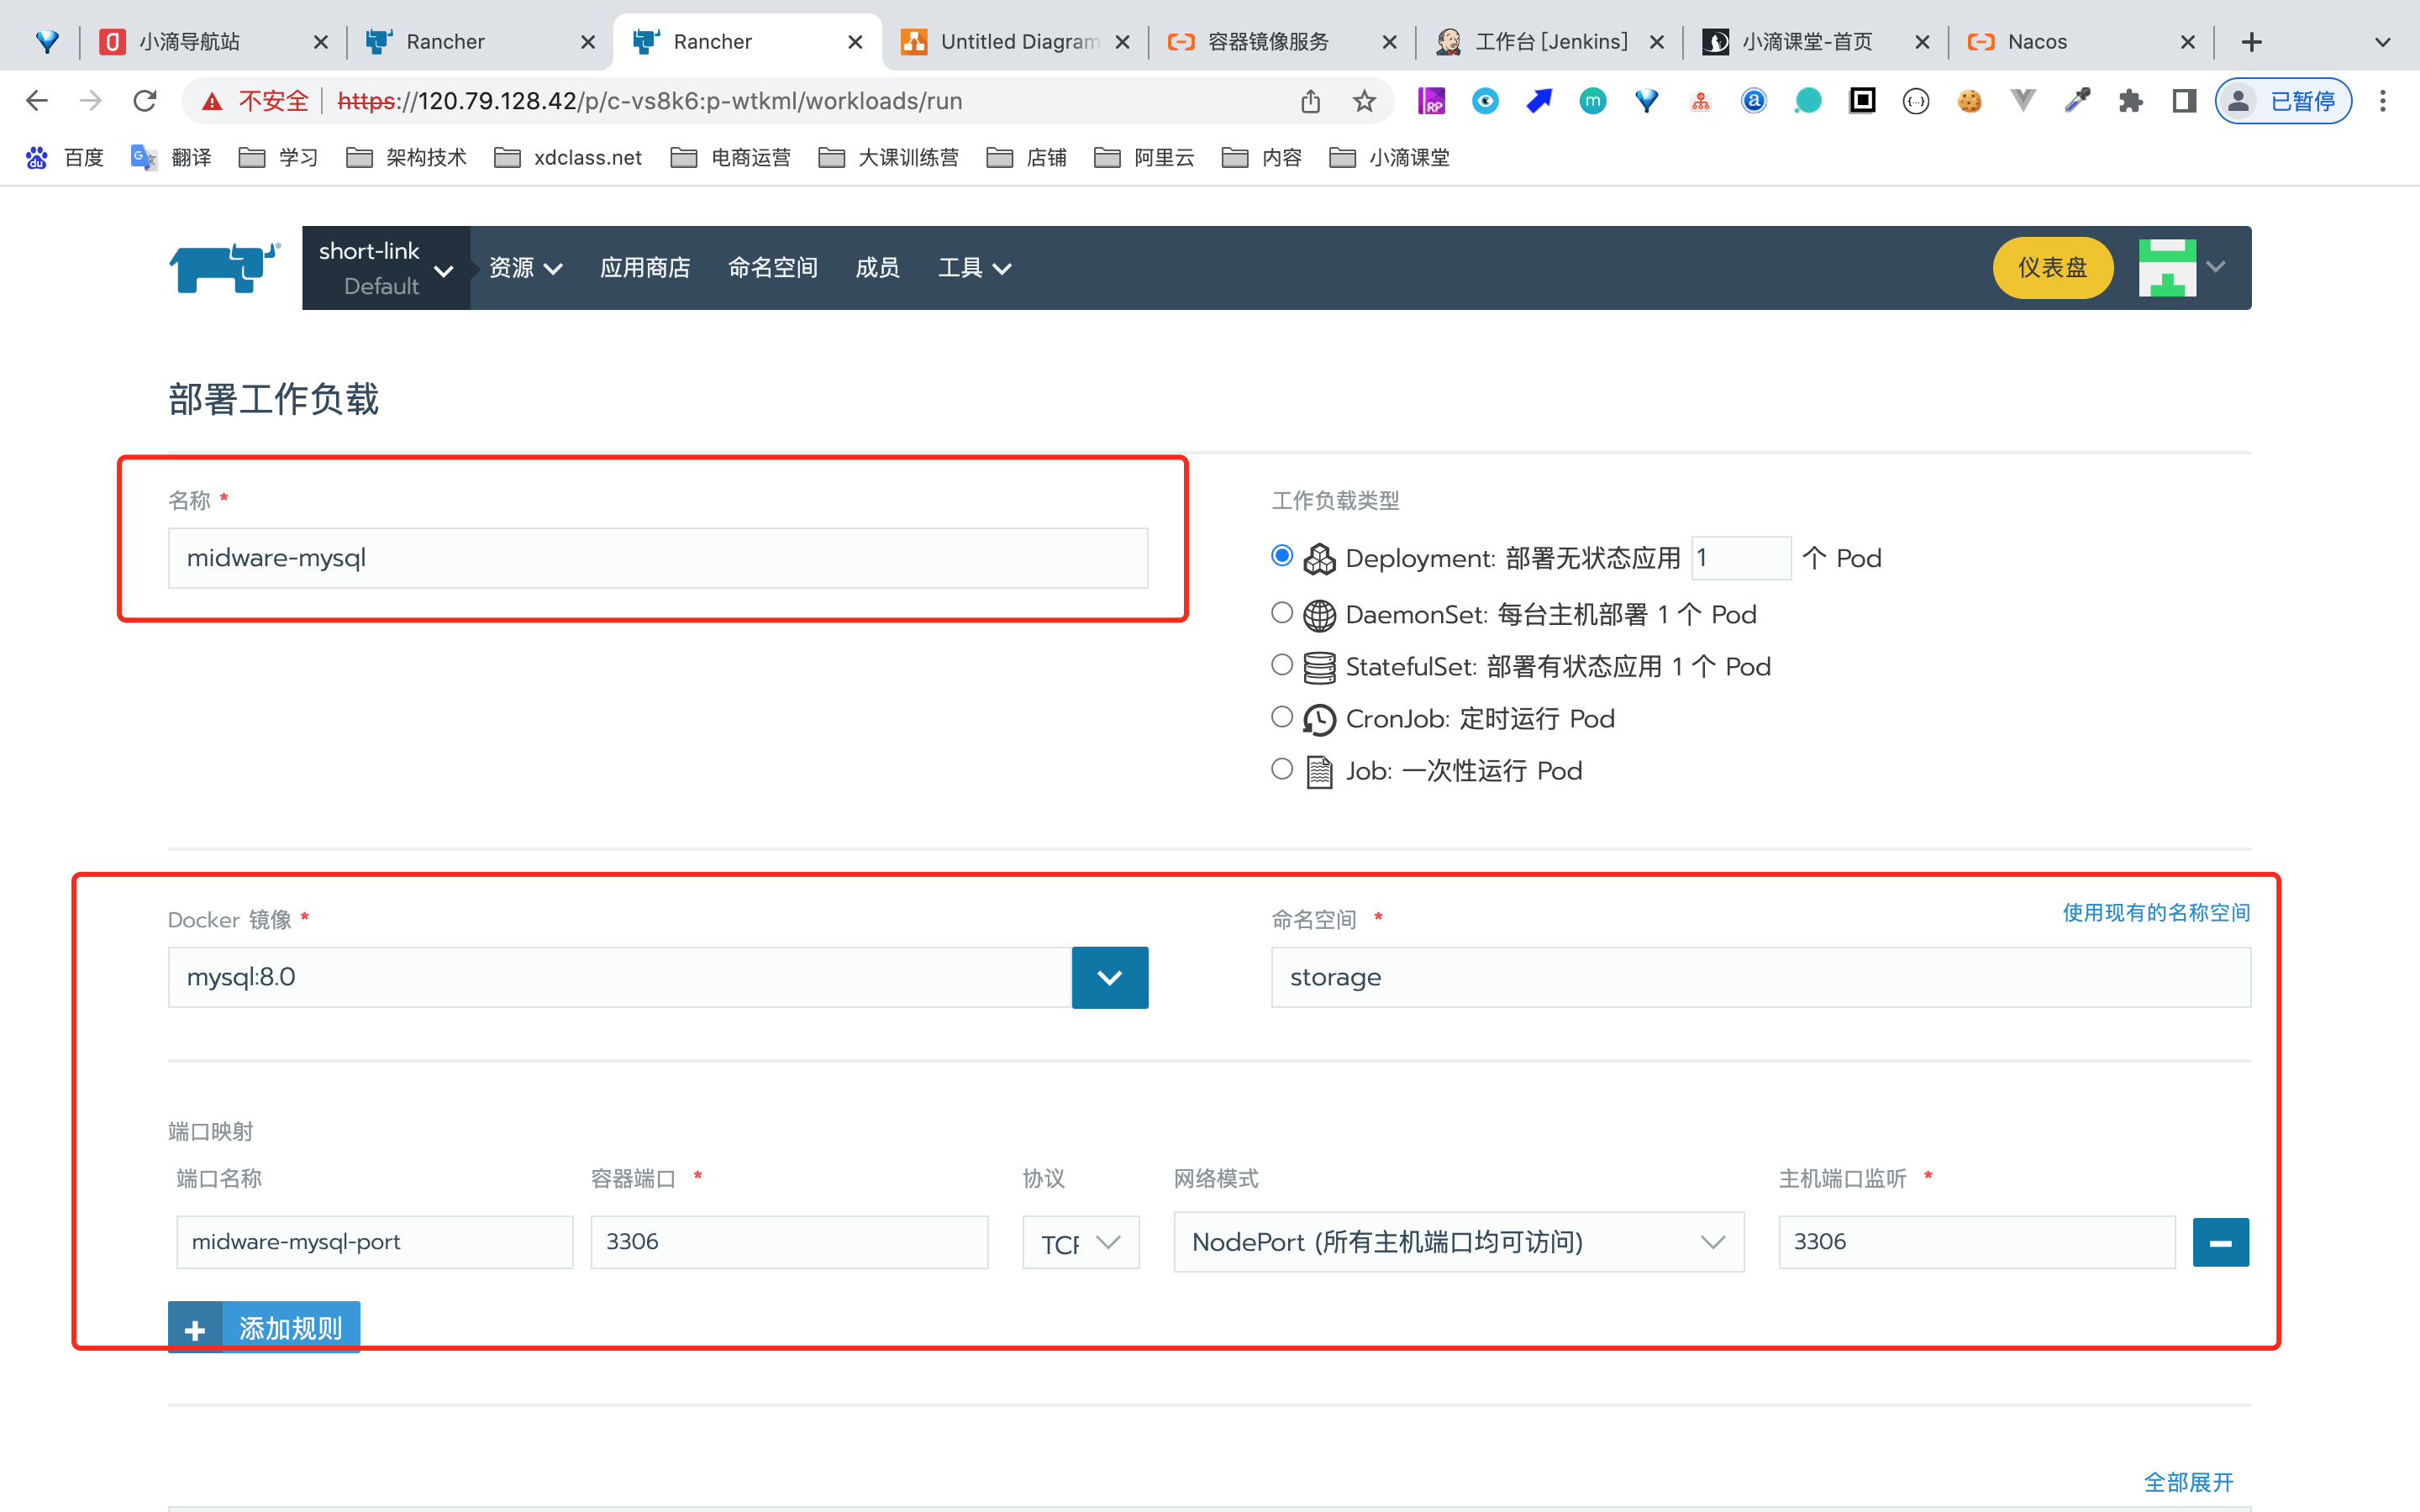 小滴导航站
Rancher
Rancher
Untitled Diagram
容器镜像服务
工作台 [Jenkins]
小滴课堂-首页
Nacos
不安全 https://120.79.128.42/p/c-vs8k6:p-wtkml/workloads/run
已暂停
百度
翻译
学习
架构技术
xdclass.net
电商运营
大课训练营
店铺
阿里云
内容
小滴课堂
short-link
Default
资源
应用商店
命名空间
成员
工具
仪表盘
部署工作负载
名称 *
midware-mysql
工作负载类型
Deployment: 部署无状态应用 1 个 Pod
DaemonSet: 每台主机部署 1 个 Pod
StatefulSet: 部署有状态应用 1 个 Pod
CronJob: 定时运行 Pod
Job: 一次性运行 Pod
Docker 镜像 *
mysql:8.0
命名空间 *
使用现有的名称空间
storage
端口映射
端口名称
容器端口 *
协议
网络模式
主机端口监听 *
midware-mysql-port
3306
TCP
NodePort (所有主机端口均可访问)
3306
添加规则
全部展开